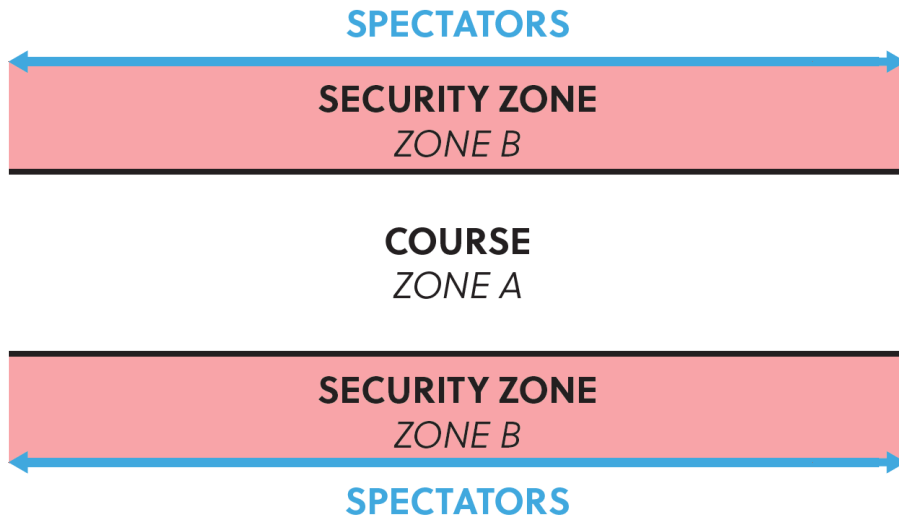 SPECTATORS
SECURITY ZONE
ZONE B
COURSE
ZONE A
SECURITY ZONE
ZONE B
SPECTATORS